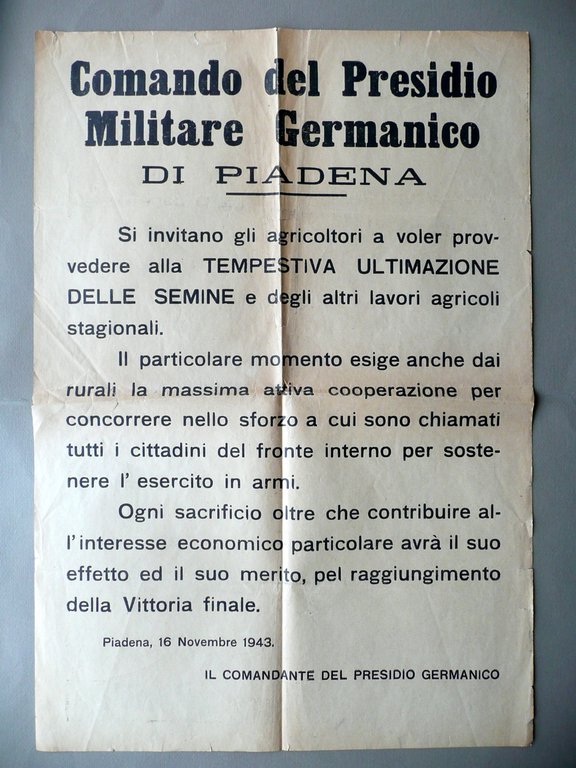 Comando del Presidio
Militare Germanico
DI PIADENA
Si invitano gli agricoltori a voler prov-
vedere alla TEMPESTIVA ULTIMAZIONE
DELLE SEMINE e degli altri lavori agricoli
stagionali.
Il particolare momento esige anche dai
rurali la massima attiva cooperazione per
concorrere nello sforzo a cui sono chiamati
tutti i cittadini del fronte interno per soste-
nere l' esercito in armi.
Ogni sacrificio oltre che contribuire al-
l'interesse economico particolare avrà il suo
effetto ed il suo merito, pel raggiungimento
della Vittoria finale.
Piadena, 16 Novembre 1943.
IL COMANDANTE DEL PRESIDIO GERMANICO